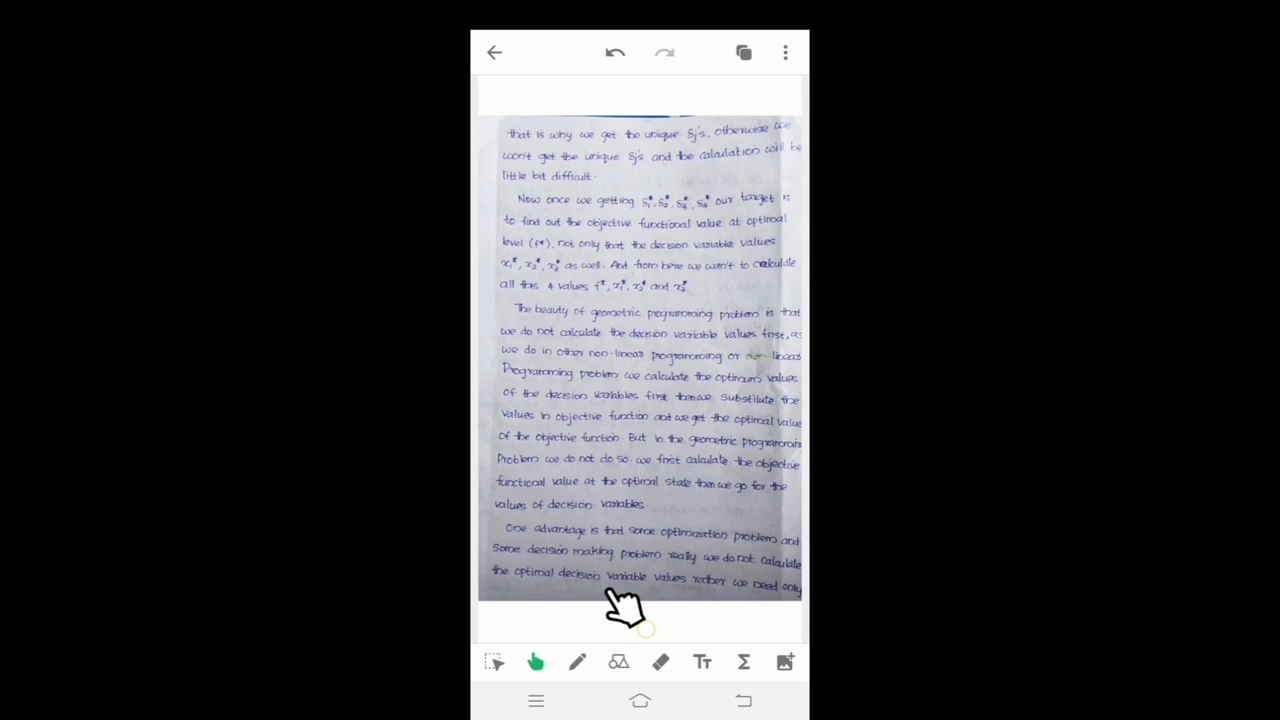 that is why we get the unique δj's, otherwise we
won't get the unique δj's and the calculation will be
little bit difficult.
Now once we getting δ₁*, δ₂*, δ₃*, δ₄* our target is
to find out the objective functional value at optimal
level (f*), not only that the decision variable values
x₁*, x₂*, x₃* as well. And from here we won't to calculate
all this 4 values f*, x₁*, x₂* and x₃*
The beauty of geometric programming problem is that
we do not calculate the decision variable values first, as
we do in other non-linear programming or linear
Programming problem we calculate the optimum values
of the decision variables first then we substitute the
values in objective function and we get the optimal value
of the objective function. But in the geometric programming
Problem we do not do so. we first calculate the objective
functional value at the optimal state then we go for the
values of decision variables.
One advantage is that some optimization problem and
some decision making problem really we do not calculate
the optimal decision variable values rather we need only
Tт
Σ